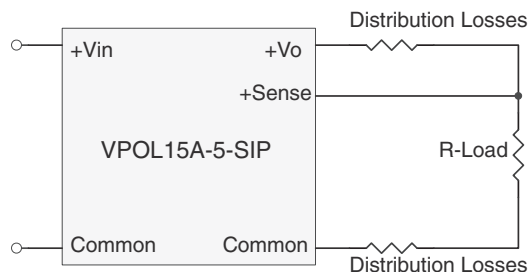 Distribution Losses
+Vin
+Vo
+Sense
VPOL15A-5-SIP
R-Load
Common
Common
Distribution Losses